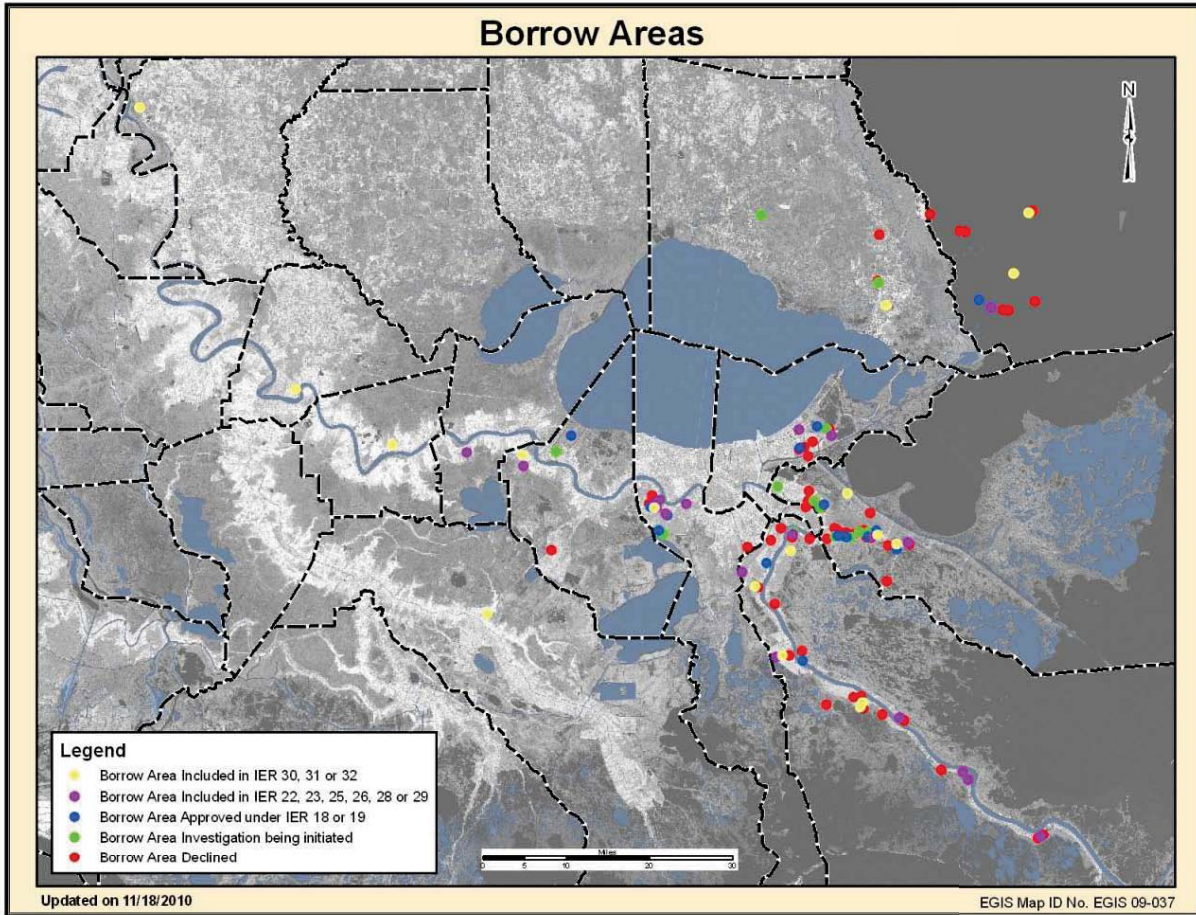 Borrow Areas
N
Legend
Borrow Area Included in IER 30, 31 or 32
Borrow Area Included in IER 22, 23, 25, 26, 28 or 29
Borrow Area Approved under IER 18 or 19
Borrow Area Investigation being initiated
Borrow Area Declined
Miles
0 5 10 20 30
Updated on 11/18/2010
EGIS Map ID No. EGIS 09-037